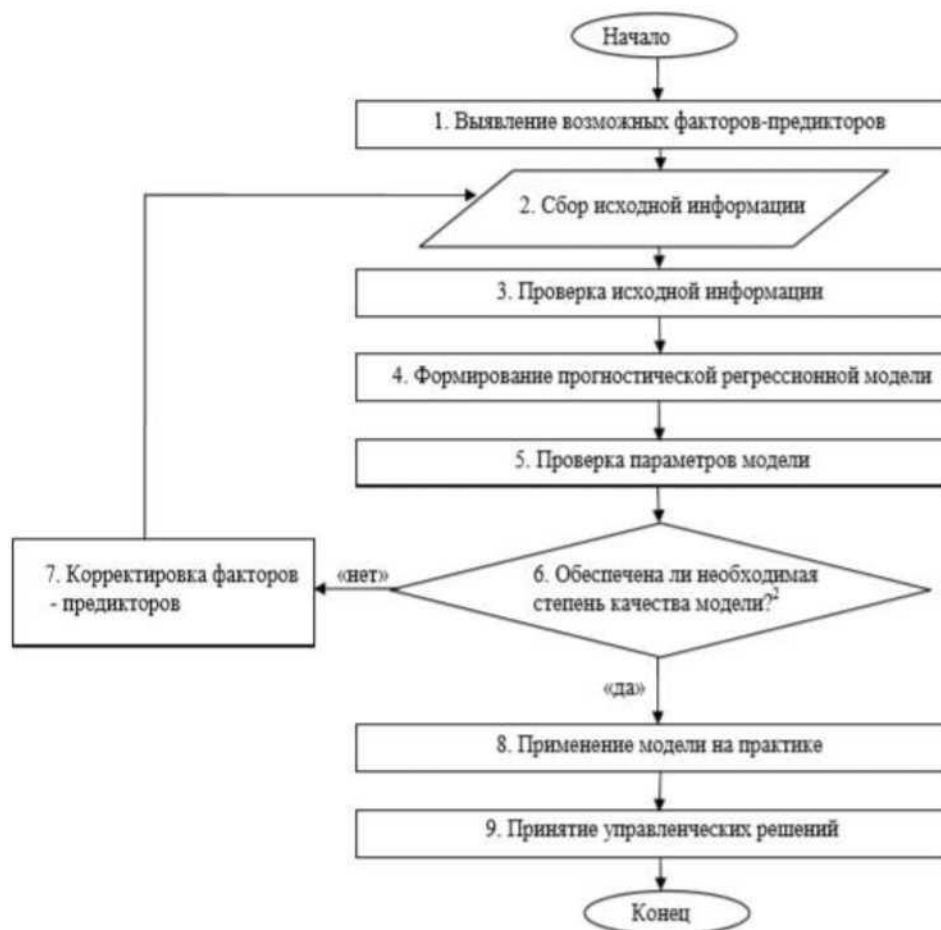 Начало
1. Выявление возможных факторов-предикторов
2. Сбор исходной информации
3. Проверка исходной информации
4. Формирование прогностической регрессионной модели
5. Проверка параметров модели
7. Корректировка факторов
- предикторов
«нет»
6. Обеспечена ли необходимая
степень качества модели?²
«да»
8. Применение модели на практике
9. Принятие управленческих решений
Конец